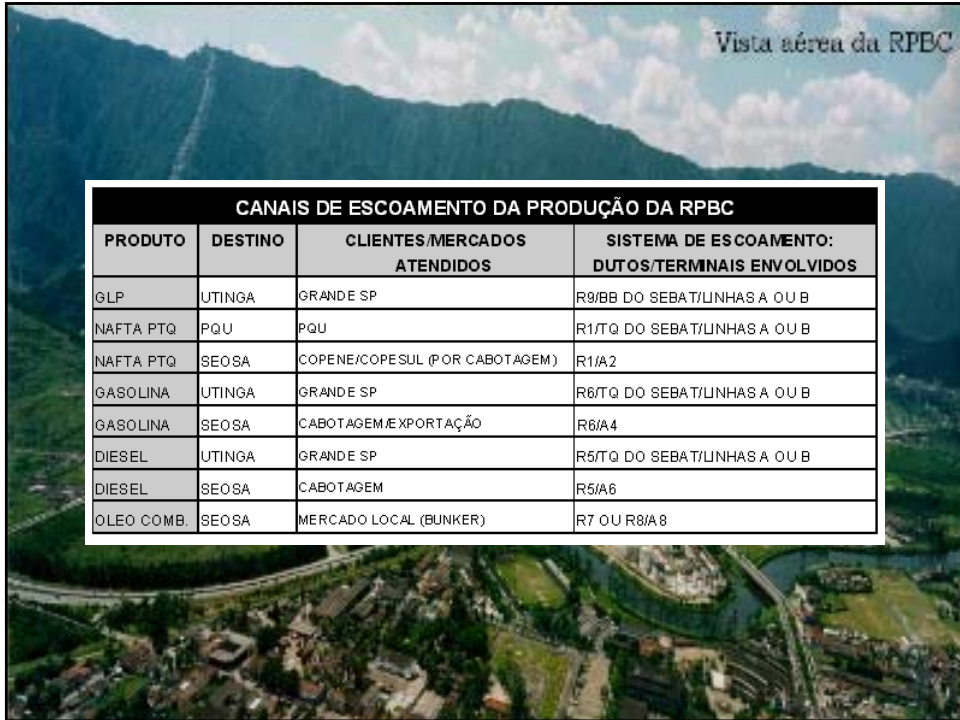 Vista aérea da RPBC
CANAIS DE ESCOAMENTO DA PRODUÇÃO DA RPBC
PRODUTO DESTINO CLIENTES/MERCADOS ATENDIDOS SISTEMA DE ESCOAMENTO: DUTOS/TERMINAIS ENVOLVIDOS
GLP UTINGA GRANDE SP R9/BB DO SEBAT/LINHAS A OU B
NAFTA PTQ PQU PQU R1/TQ DO SEBAT/LINHAS A OU B
NAFTA PTQ SEOSA COPENE/COPESUL (POR CABOTAGEM) R1/A2
GASOLINA UTINGA GRANDE SP R6/TQ DO SEBAT/LINHAS A OU B
GASOLINA SEOSA CABOTAGEM/EXPORTAÇÃO R6/A4
DIESEL UTINGA GRANDE SP R5/TQ DO SEBAT/LINHAS A OU B
DIESEL SEOSA CABOTAGEM R5/A6
OLEO COMB. SEOSA MERCADO LOCAL (BUNKER) R7 OU R8/A8